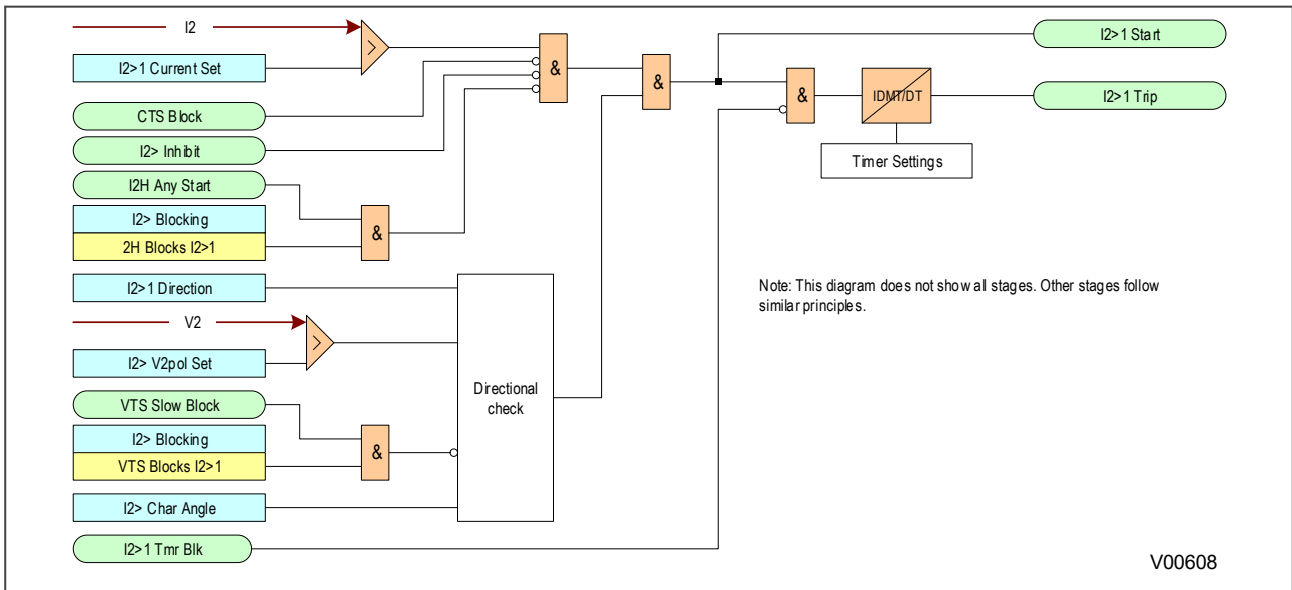 I2
I2>1 Current Set
>
CTS Block
I2> Inhibit
I2H Any Start
I2> Blocking
2H Blocks I2>1
I2>1 Direction
V2
I2> V2pol Set
>
VTS Slow Block
I2> Blocking
VTS Blocks I2>1
I2> Char Angle
I2>1 Tmr Blk
&
&
&
Directional
check
&
&
IDMT/DT
Timer Settings
I2>1 Start
I2>1 Trip
Note: This diagram does not show all stages. Other stages follow
similar principles.
V00608